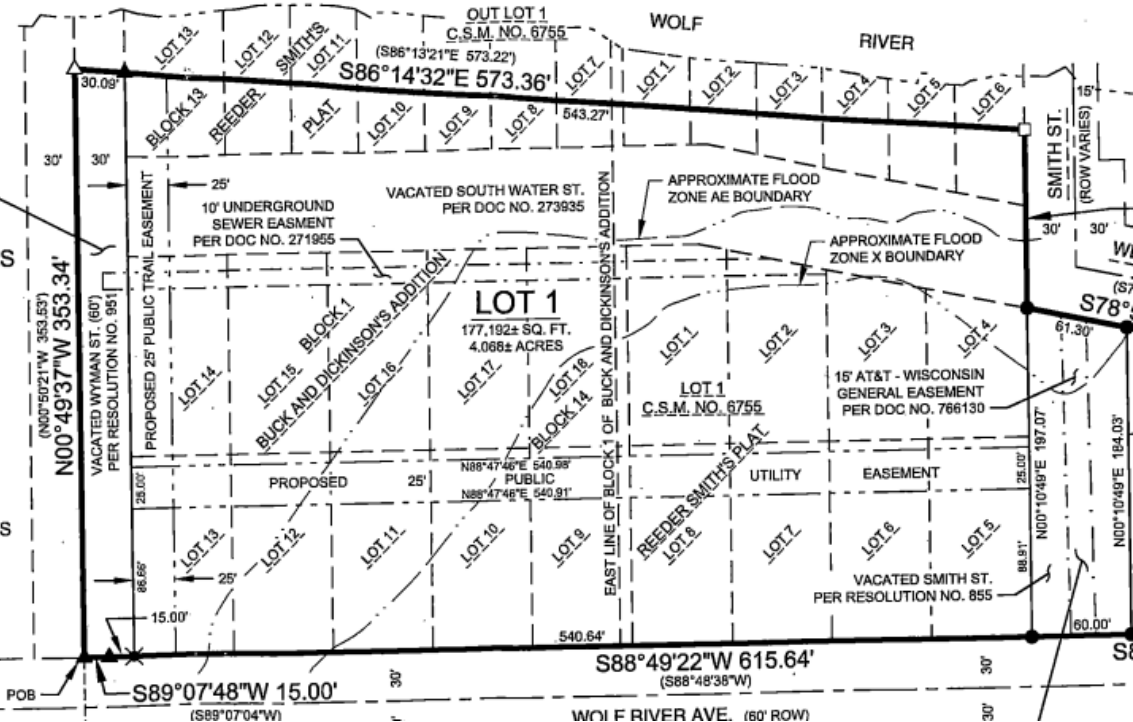 OUT LOT 1
C.S.M. NO. 6755
WOLF
RIVER
LOT 13
LOT 12
SMITH'S
LOT 11
(S86°13'21"E 573.22')
S86°14'32"E 573.36'
LOT 7
LOT 1
LOT 2
LOT 3
LOT 4
LOT 5
LOT 6
15'
30.09'
BLOCK 13
REEDER
PLAT
LOT 10
LOT 9
LOT 8
543.27'
SMITH ST.
(ROW VARIES)
30'
30'
25'
VACATED SOUTH WATER ST.
PER DOC NO. 273935
APPROXIMATE FLOOD
ZONE AE BOUNDARY
10' UNDERGROUND
SEWER EASMENT
PER DOC NO. 271955
30'
30'
APPROXIMATE FLOOD
ZONE X BOUNDARY
S
(N00°50'21"W 353.53')
N00°49'37"W 353.34'
VACATED WYMAN ST. (60')
PER RESOLUTION NO. 951
PROPOSED 25' PUBLIC TRAIL EASEMENT
BLOCK 1
BUCK AND DICKINSON'S ADDITION
LOT 1
177,192± SQ. FT.
4.068± ACRES
EAST LINE OF BLOCK 1 OF BUCK AND DICKINSON'S ADDITION
(S7
S78°
61.30'
LOT 14
LOT 15
LOT 16
LOT 17
LOT 18
BLOCK 14
LOT 1
LOT 2
LOT 3
LOT 4
LOT 1
C.S.M. NO. 6755
15' AT&T - WISCONSIN
GENERAL EASEMENT
PER DOC NO. 766130
N00°10'49"E 197.07'
N00°10'49"E 184.03'
25.00'
PROPOSED
25'
N88°47'46"E 540.98'
PUBLIC
N88°47'46"E 540.91'
REEDER SMITH'S PLAT
UTILITY
EASEMENT
25.00'
S
LOT 13
LOT 12
LOT 11
LOT 10
LOT 9
LOT 8
LOT 7
LOT 6
LOT 5
86.66'
25'
88.91'
VACATED SMITH ST.
PER RESOLUTION NO. 855
15.00'
540.64'
60.00'
S88°49'22"W 615.64'
(S88°48'38"W)
S8
POB
S89°07'48"W 15.00'
(S89°07'04"W)
30'
30'
30'
WOLF RIVER AVE. (60' ROW)